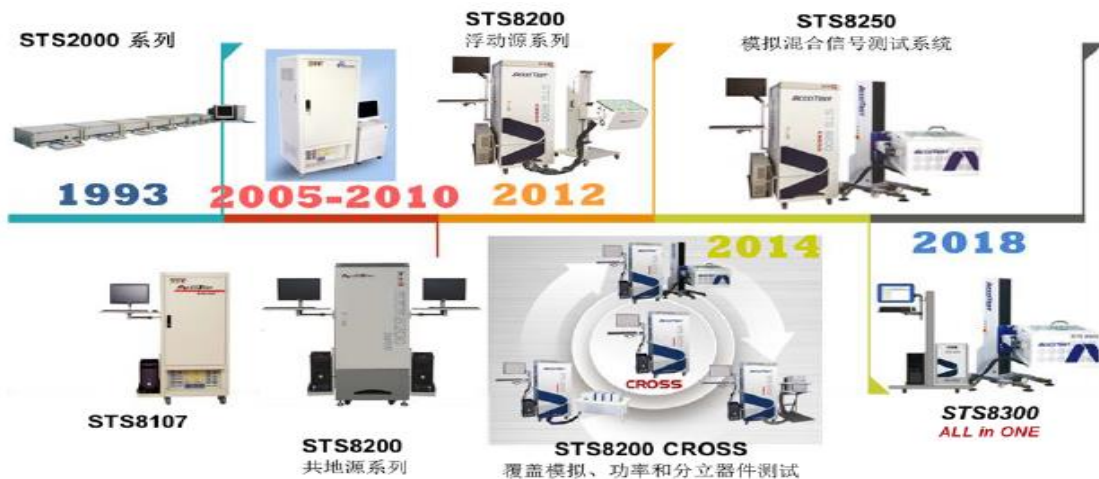 STS2000 系列
STS8200
浮动源系列
STS8250
模拟混合信号测试系统
ACCOTEST
ACCOTEST
1993
2005-2010
2012
2014
2018
STS8107
STS8200
共地源系列
CROSS
STS8200 CROSS
覆盖模拟、功率和分立器件测试
STS8300
ALL in ONE